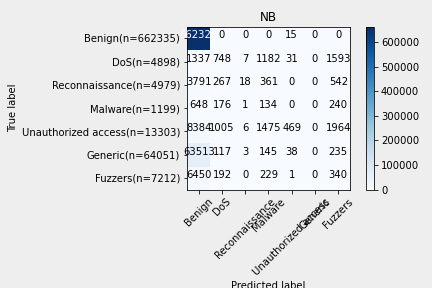 NB
True label
Benign(n=662335) 6232 0 0 0 15 0 0
DoS(n=4898) 1337 748 7 1182 31 0 1593
Reconnaissance(n=4979) 3791 267 18 361 0 0 542
Malware(n=1199) 648 176 1 134 0 0 240
Unauthorized access(n=13303) 8384 1005 6 1475 469 0 1964
Generic(n=64051) 63513 117 3 145 38 0 235
Fuzzers(n=7212) 6450 192 0 229 1 0 340
Benign
DoS
Reconnaissance
Malware
Unauthorized access
Generic
Fuzzers
Predicted label
600000
500000
400000
300000
200000
100000
0